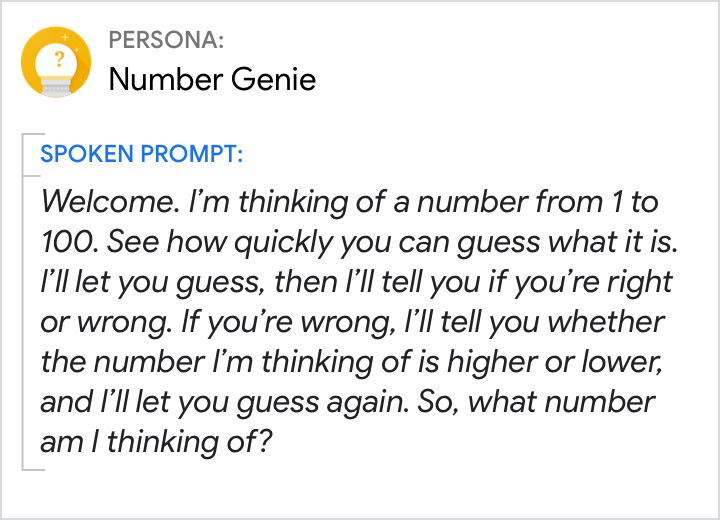 ?
PERSONA:
Number Genie
SPOKEN PROMPT:
Welcome. I’m thinking of a number from 1 to
100. See how quickly you can guess what it is.
I’ll let you guess, then I’ll tell you if you’re right
or wrong. If you’re wrong, I’ll tell you whether
the number I’m thinking of is higher or lower,
and I’ll let you guess again. So, what number
am I thinking of?